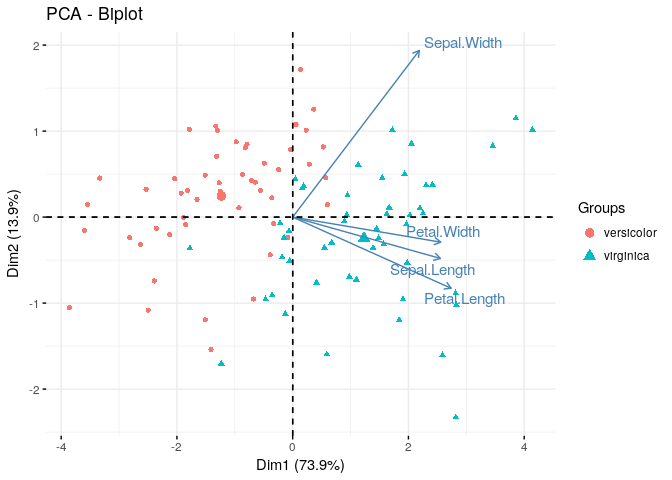 PCA - Biplot
Dim2 (13.9%)
2
1
0
-1
-2
Sepal.Width
Petal.Width
Sepal.Length
Petal.Length
-4
-2
0
2
4
Dim1 (73.9%)
Groups
versicolor
virginica